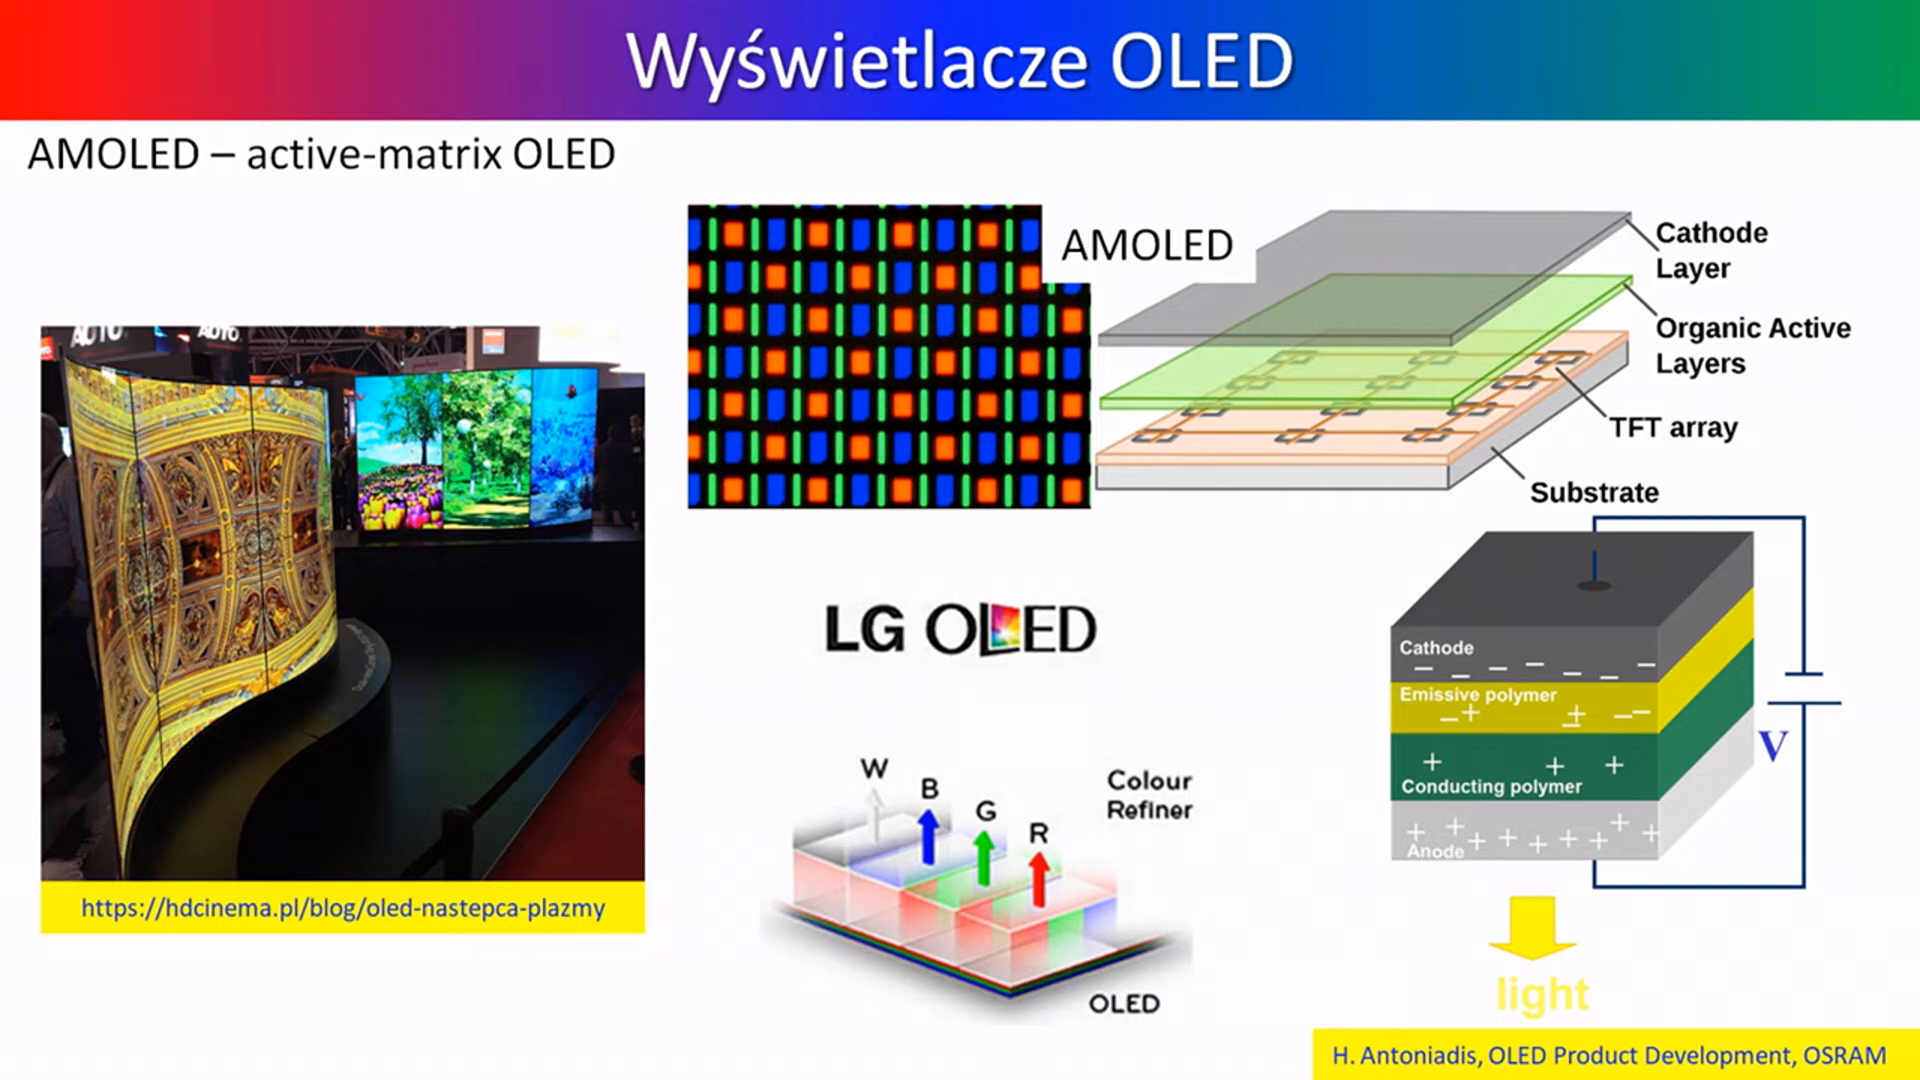 Wyświetlacze OLED
AMOLED – active-matrix OLED
AMOLED
Cathode
Layer
Organic Active
Layers
TFT array
Substrate
AUTO
AUTO
https://hdcinema.pl/blog/oled-nastepca-plazmy
LG OLED
W
B
G
R
Colour
Refiner
OLED
Cathode
Emissive polymer
Conducting polymer
Anode
V
light
H. Antoniadis, OLED Product Development, OSRAM